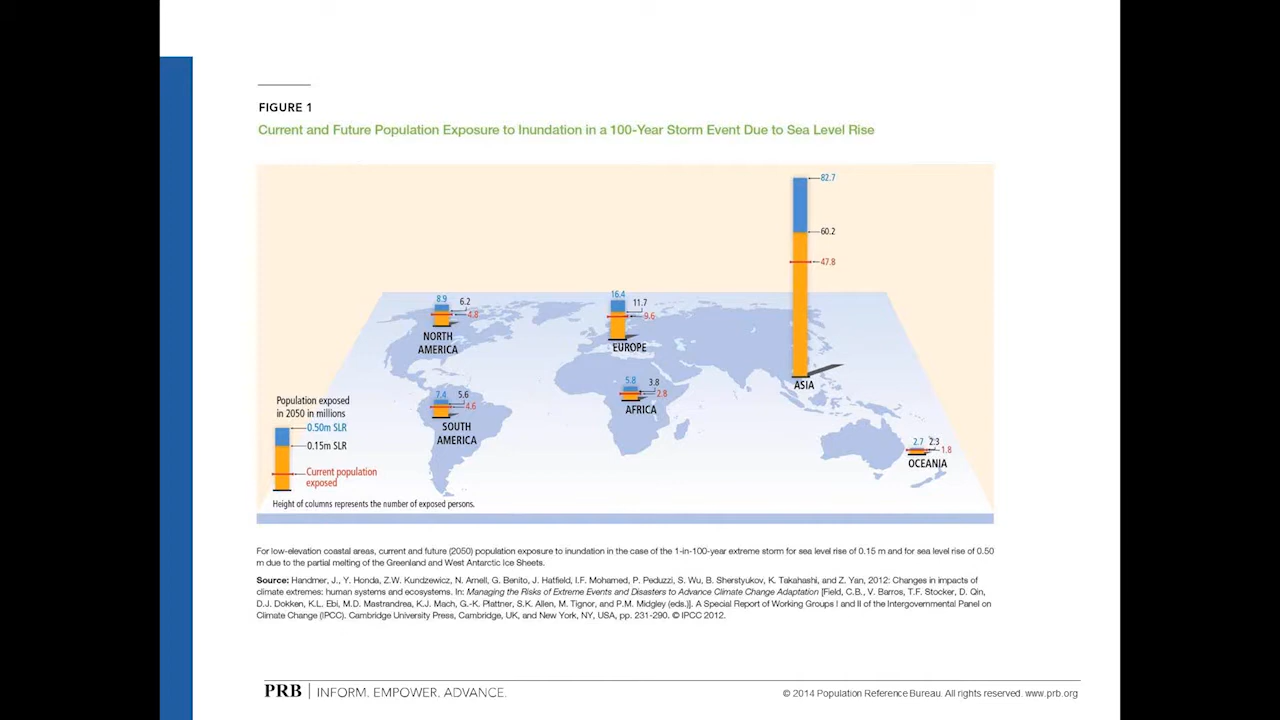 FIGURE 1
Current and Future Population Exposure to Inundation in a 100-Year Storm Event Due to Sea Level Rise
82.7
60.2
47.8
8.9
6.2
4.8
NORTH
AMERICA
16.4
11.7
9.6
EUROPE
ASIA
5.8
3.8
2.8
AFRICA
7.4
5.6
4.6
SOUTH
AMERICA
2.7
2.3
1.8
OCEANIA
Population exposed
in 2050 in millions
0.50m SLR
0.15m SLR
Current population
exposed
Height of columns represents the number of exposed persons.
For low-elevation coastal areas, current and future (2050) population exposure to inundation in the case of the 1-in-100-year extreme storm for sea level rise of 0.15 m and for sea level rise of 0.50
m due to the partial melting of the Greenland and West Antarctic Ice Sheets.
Source: Handmer, J., Y. Honda, Z.W. Kundzewicz, N. Arnell, G. Benito, J. Hatfield, I.F. Mohamed, P. Peduzzi, S. Wu, B. Sherstyukov, K. Takahashi, and Z. Yan, 2012: Changes in impacts of
climate extremes: human systems and ecosystems. In: Managing the Risks of Extreme Events and Disasters to Advance Climate Change Adaptation [Field, C.B., V. Barros, T.F. Stocker, D. Qin,
D.J. Dokken, K.L. Ebi, M.D. Mastrandrea, K.J. Mach, G.-K. Plattner, S.K. Allen, M. Tignor, and P.M. Midgley (eds.)]. A Special Report of Working Groups I and II of the Intergovernmental Panel on
Climate Change (IPCC). Cambridge University Press, Cambridge, UK, and New York, NY, USA, pp. 231-290. © IPCC 2012.
PRB | INFORM. EMPOWER. ADVANCE.
© 2014 Population Reference Bureau. All rights reserved. www.prb.org